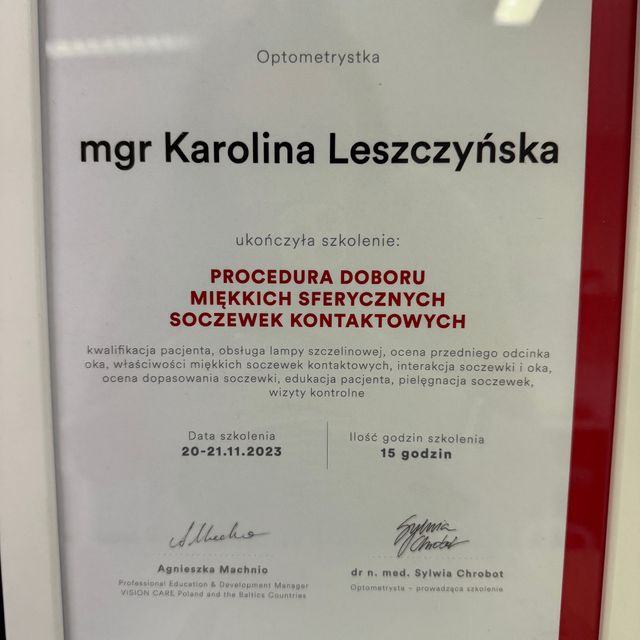 Optometrystka
mgr Karolina Leszczyńska
ukończyła szkolenie:
PROCEDURA DOBORU
MIĘKKICH SFERYCZNYCH
SOCZEWEK KONTAKTOWYCH
kwalifikacja pacjenta, obsługa lampy szczelinowej, ocena przedniego odcinka
oka, właściwości miękkich soczewek kontaktowych, interakcja soczewki i oka,
ocena dopasowania soczewki, edukacja pacjenta, pielęgnacja soczewek,
wizyty kontrolne
Data szkolenia
20-21.11.2023
Ilość godzin szkolenia
15 godzin
AMachnio
Sylwia
Chrobot
Agnieszka Machnio
Professional Education & Development Manager
VISION CARE Poland and the Baltics Countries
dr n. med. Sylwia Chrobot
Optometrysta – prowadząca szkolenie